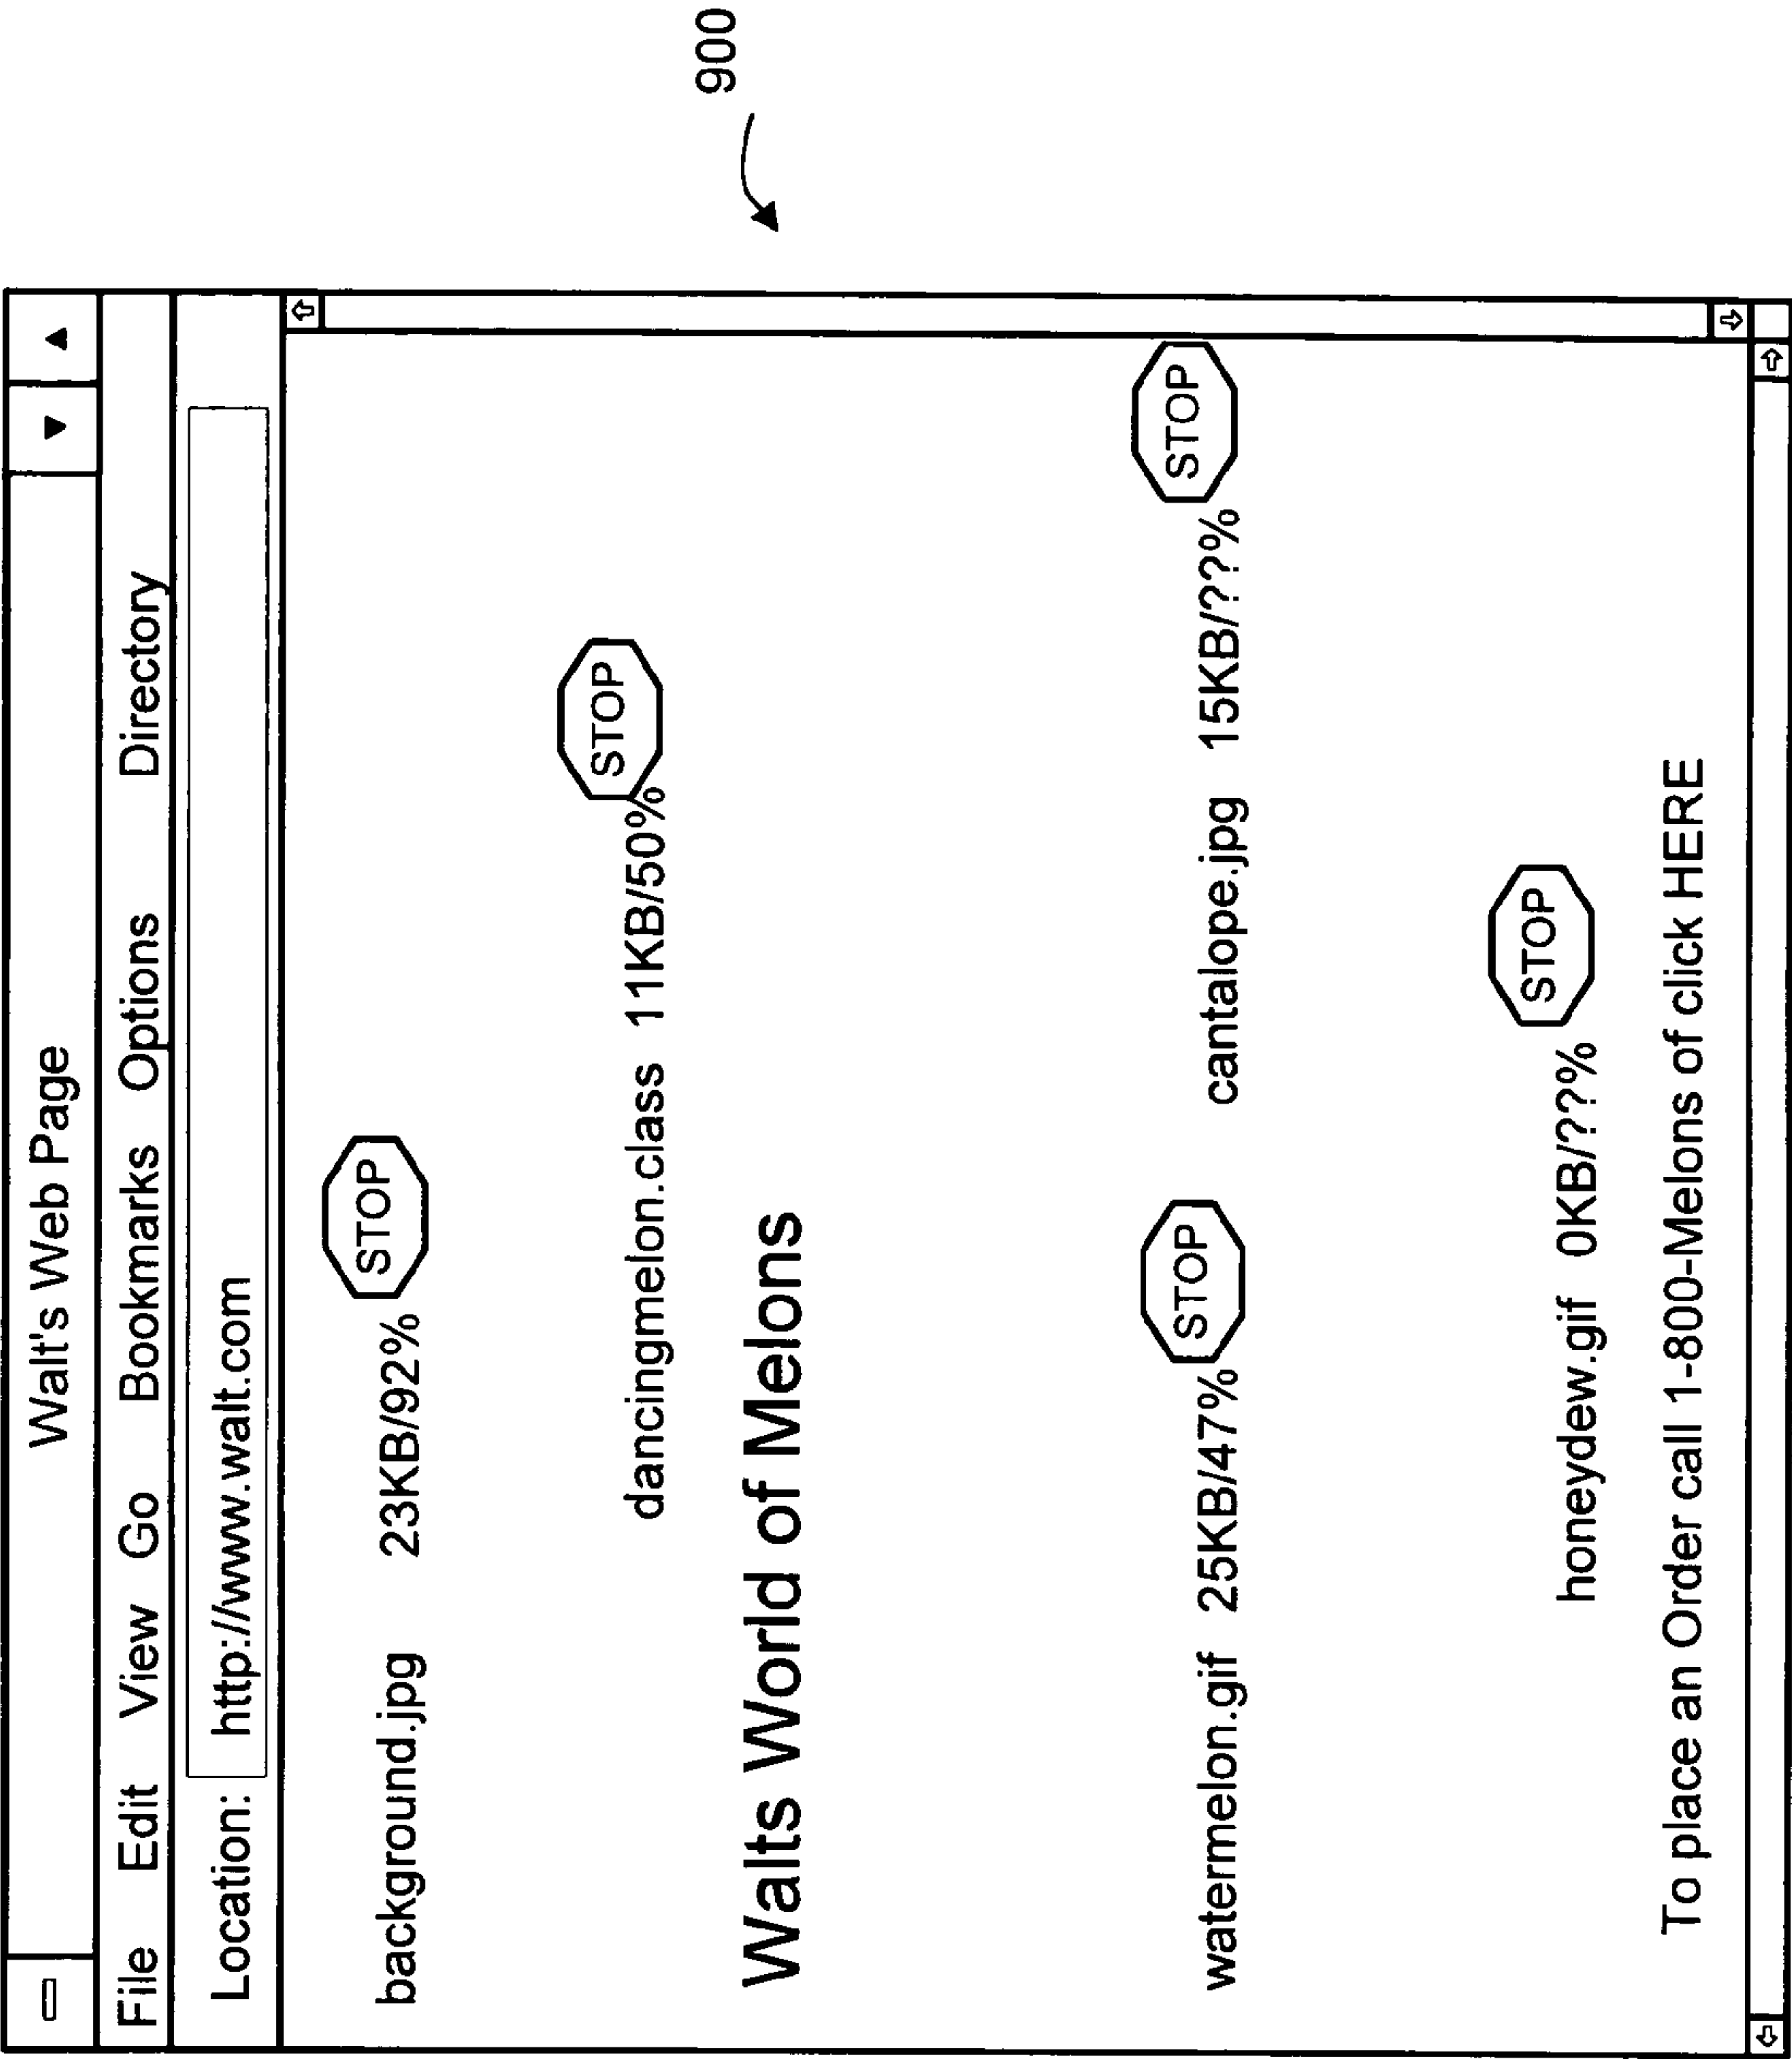 Walt's Web Page
File Edit View Go Bookmarks Options Directory
Location: http://www.walt.com
background.jpg 23KB/92% STOP
dancingmelon.class 11KB/50% STOP
Walts World of Melons
watermelon.gif 25KB/47% STOP cantalope.jpg 15KB/??% STOP
honeydew.gif 0KB/??% STOP
To place an Order call 1-800-Melons of click HERE
900